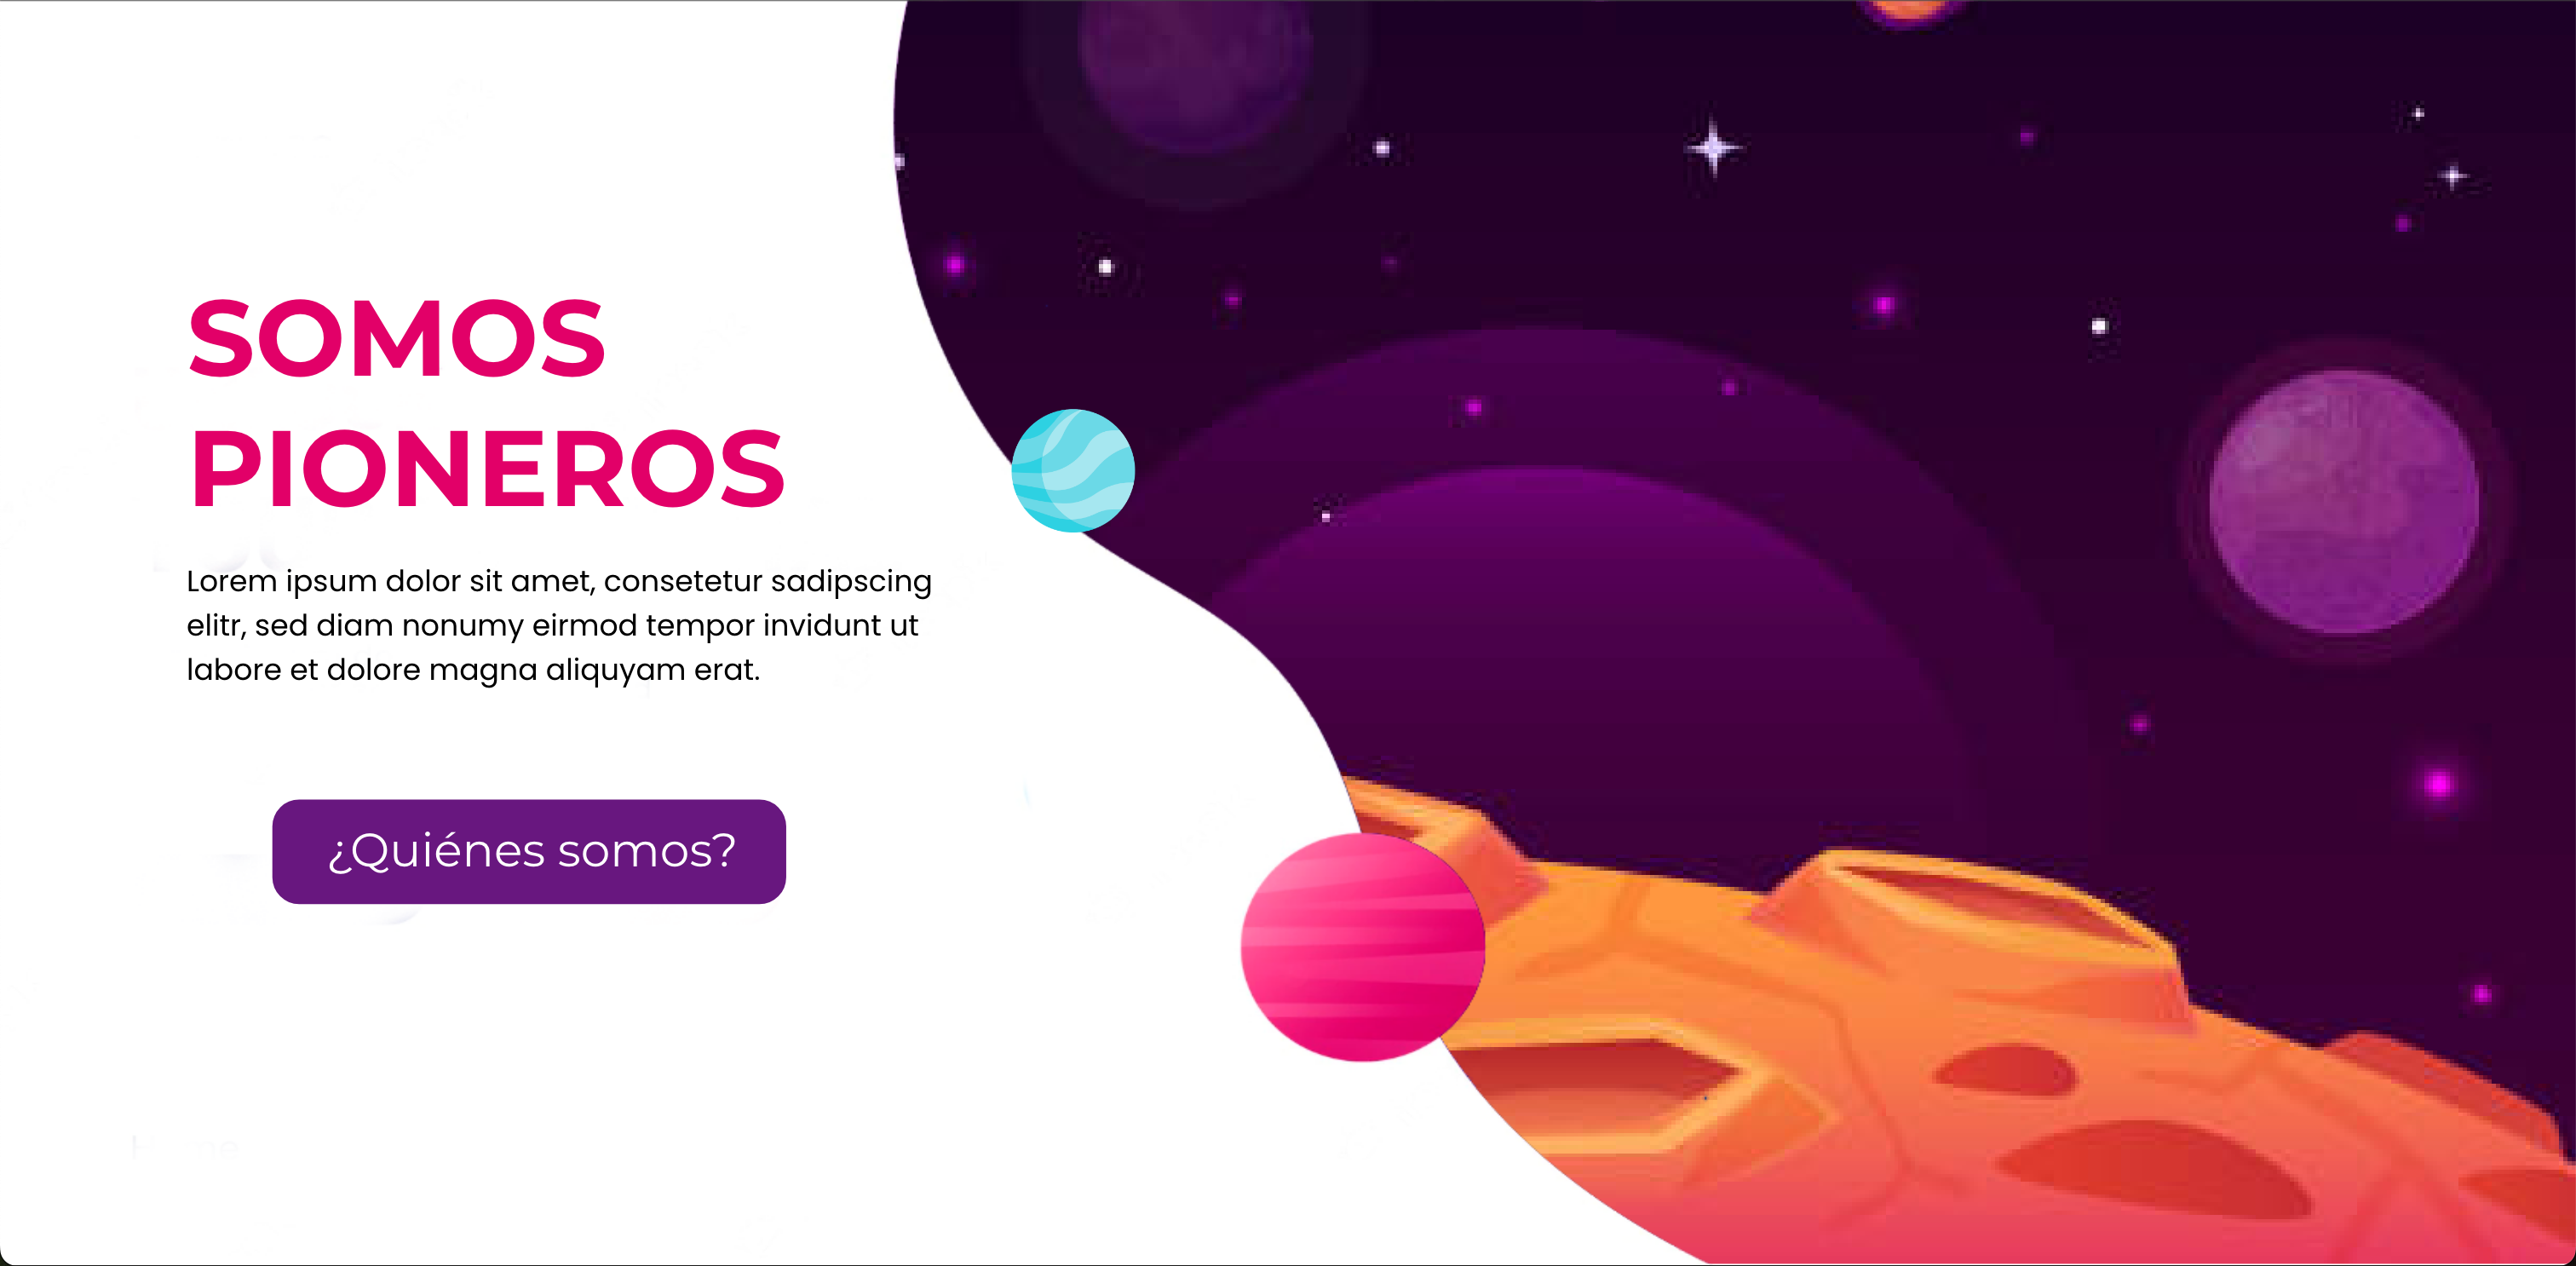 SOMOS
PIONEROS
Lorem ipsum dolor sit amet, consetetur sadipscing
elitr, sed diam nonumy eirmod tempor invidunt ut
labore et dolore magna aliquyam erat.
¿Quiénes somos?